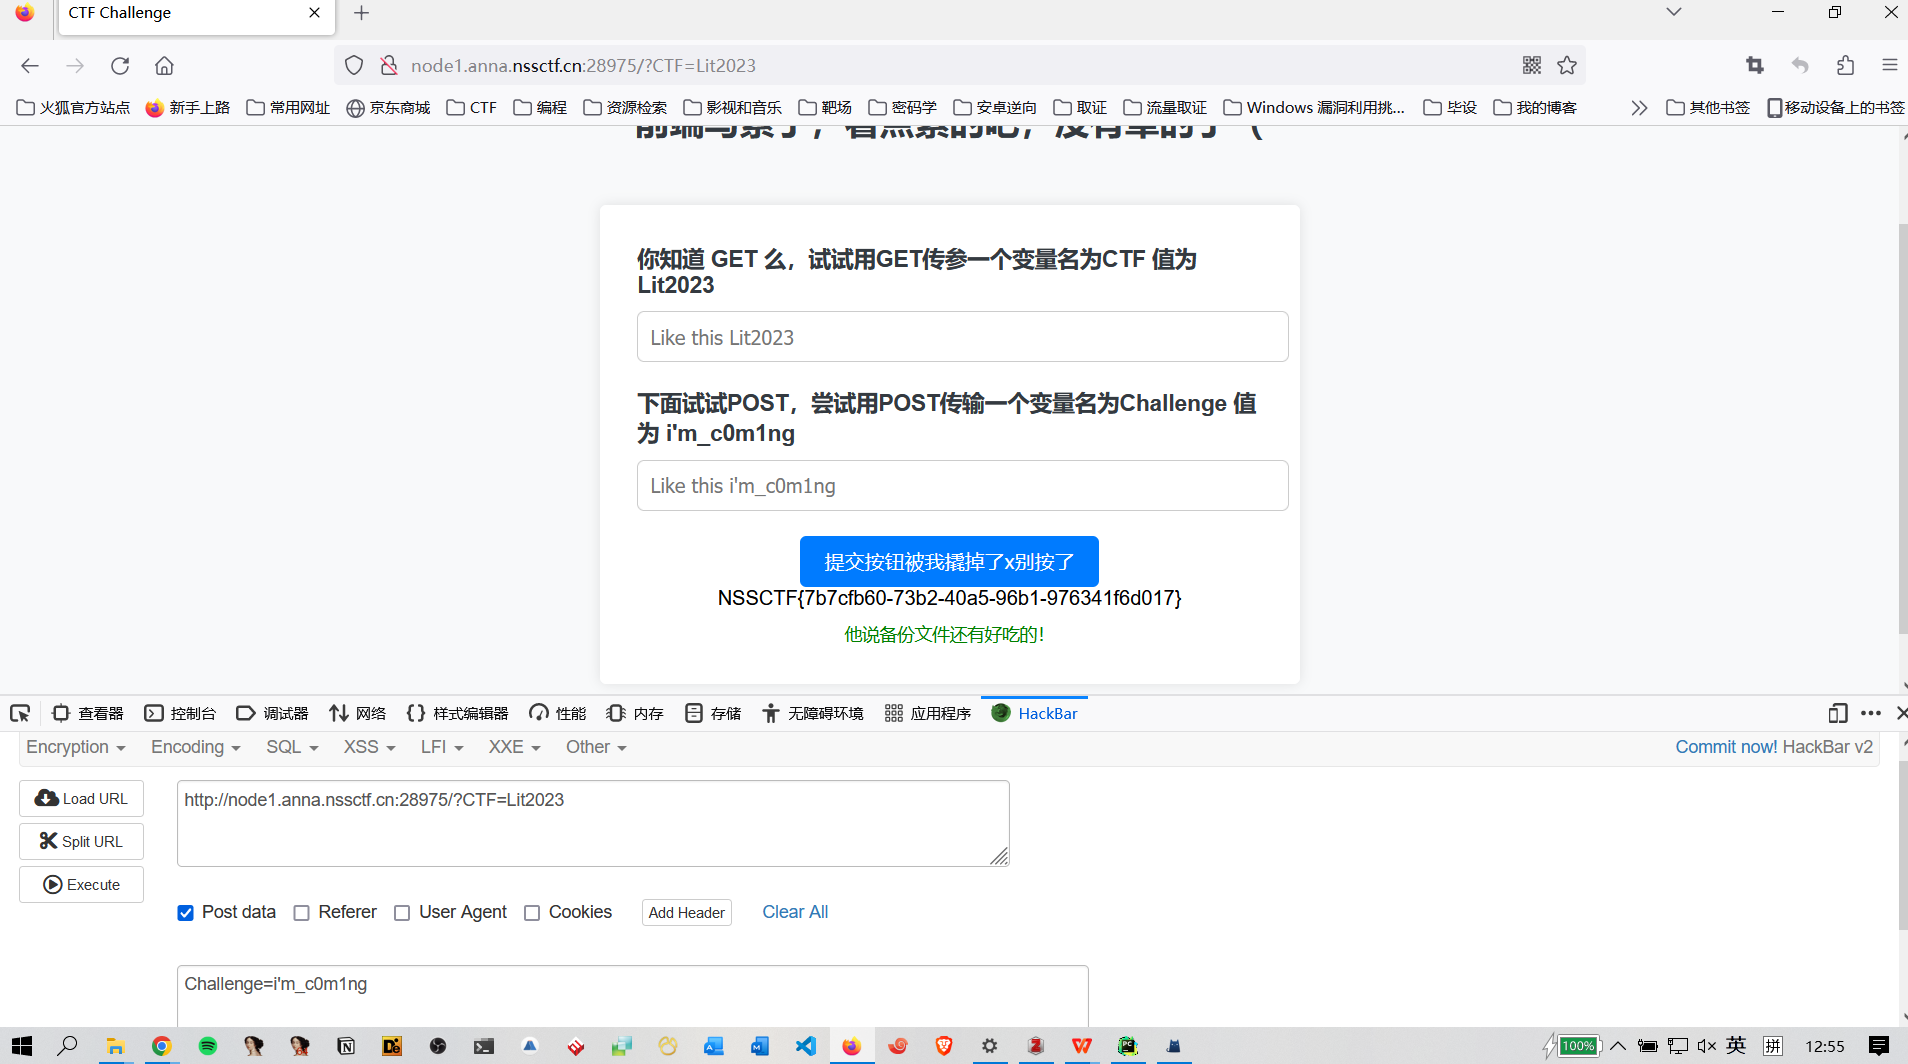 CTF Challenge
node1.anna.nssctf.cn:28975/?CTF=Lit2023
火狐官方站点 新手上路 常用网址 京东商城 CTF 编程 资源检索 影视和音乐 靶场 密码学 安卓逆向 取证 流量取证 Windows 漏洞利用挑... 毕设 我的博客 其他书签 移动设备上的书签
你知道 GET 么，试试用GET传参一个变量名为CTF 值为
Lit2023
Like this Lit2023
下面试试POST，尝试用POST传输一个变量名为Challenge 值
为 i'm_c0m1ng
Like this i'm_c0m1ng
提交按钮被我撬掉了x别按了
NSSCTF{7b7cfb60-73b2-40a5-96b1-976341f6d017}
他说备份文件还有好吃的！
查看器 控制台 调试器 网络 样式编辑器 性能 内存 存储 无障碍环境 应用程序 HackBar
Encryption Encoding SQL XSS LFI XXE Other Commit now! HackBar v2
Load URL
Split URL
Execute
http://node1.anna.nssctf.cn:28975/?CTF=Lit2023
Post data Referer User Agent Cookies Add Header Clear All
Challenge=i'm_c0m1ng
100% 英 拼 12:55